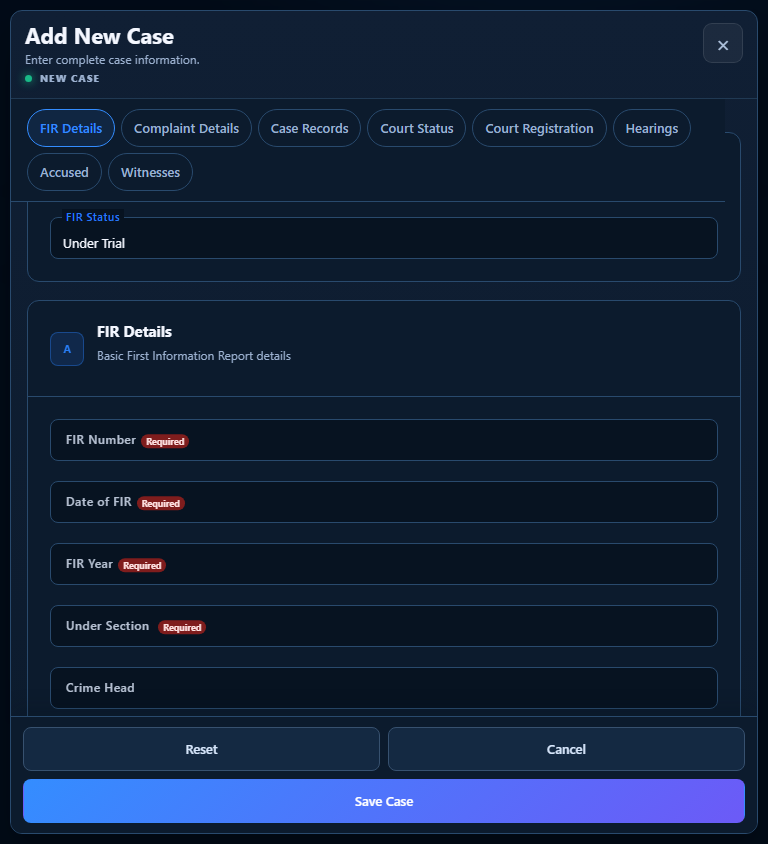 Add New Case
Enter complete case information.
NEW CASE
FIR Details
Complaint Details
Case Records
Court Status
Court Registration
Hearings
Accused
Witnesses
FIR Status
Under Trial
A
FIR Details
Basic First Information Report details
FIR Number Required
Date of FIR Required
FIR Year Required
Under Section Required
Crime Head
Reset
Cancel
Save Case